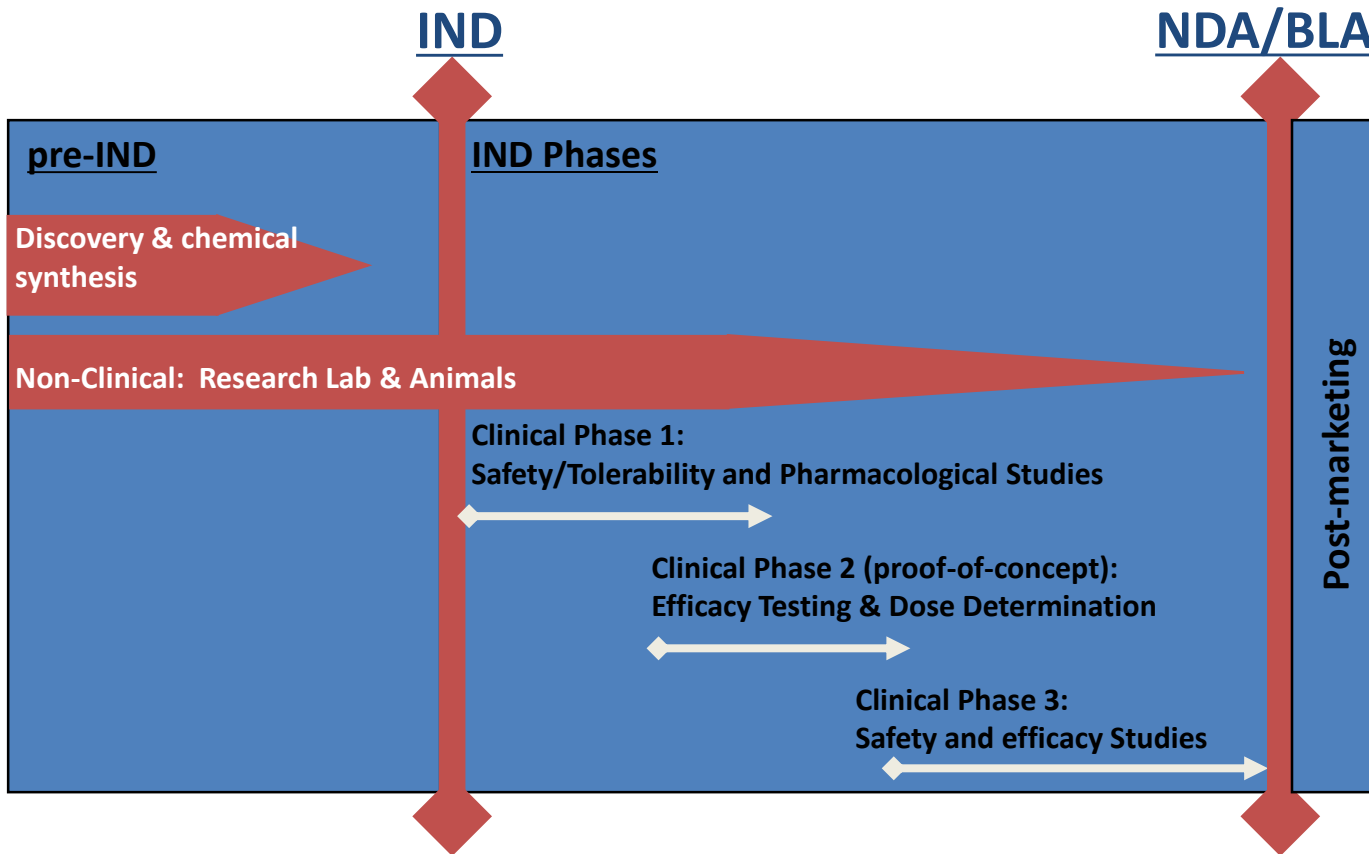 IND
NDA/BLA
pre-IND
IND Phases
Discovery & chemical
synthesis
Non-Clinical:  Research Lab & Animals
Clinical Phase 1:
Safety/Tolerability and Pharmacological Studies
Clinical Phase 2 (proof-of-concept):
Efficacy Testing & Dose Determination
Clinical Phase 3:
Safety and efficacy Studies
Post-marketing